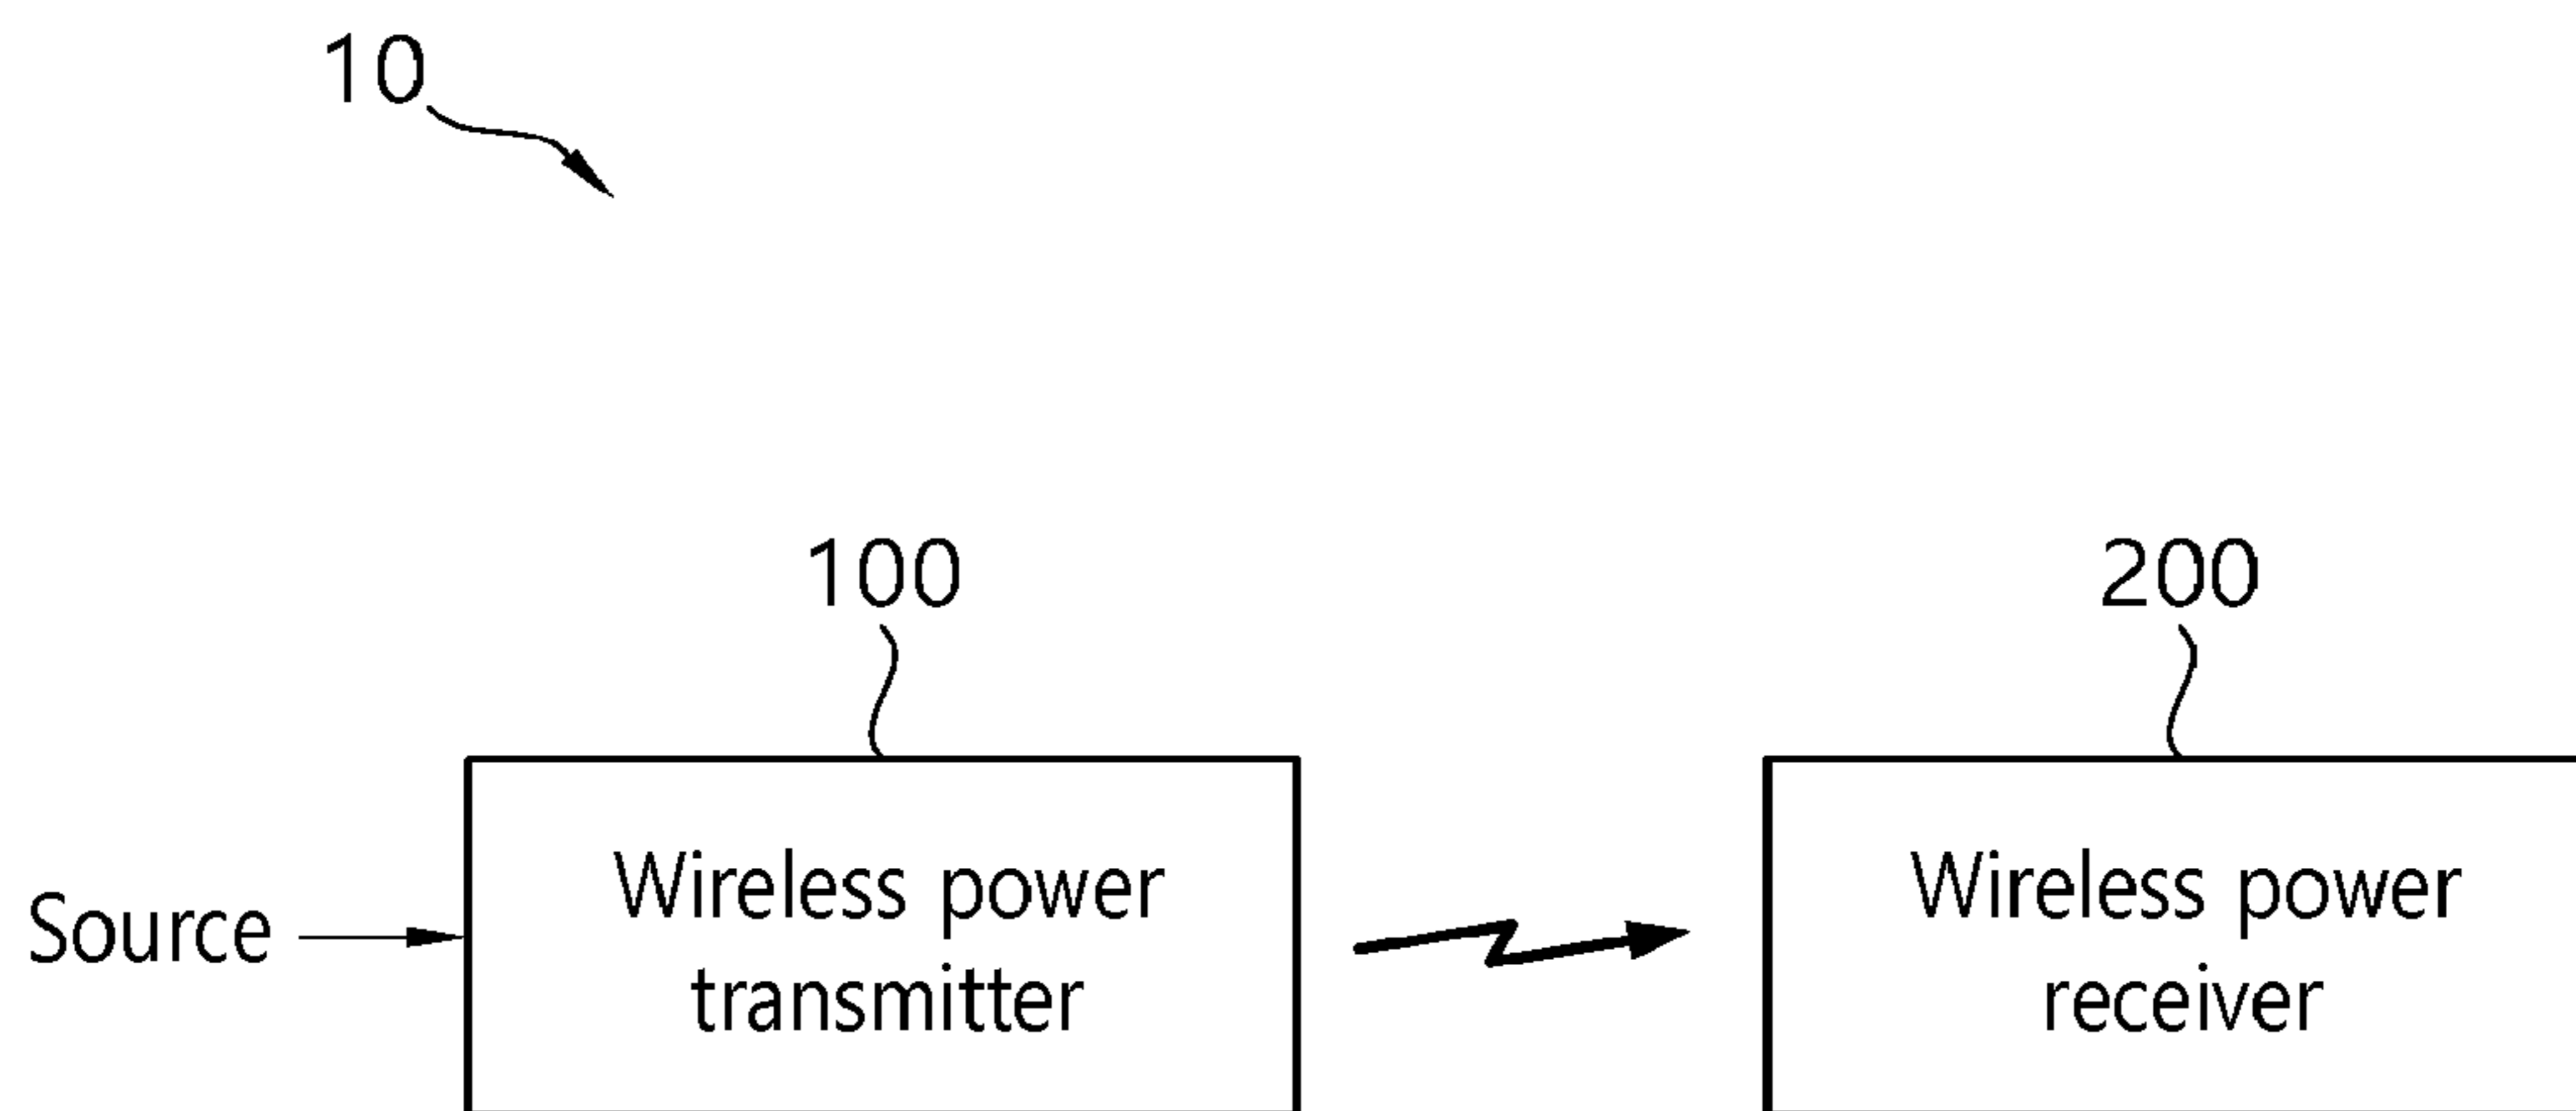 10
100
200
Source
Wireless power
transmitter
Wireless power
receiver